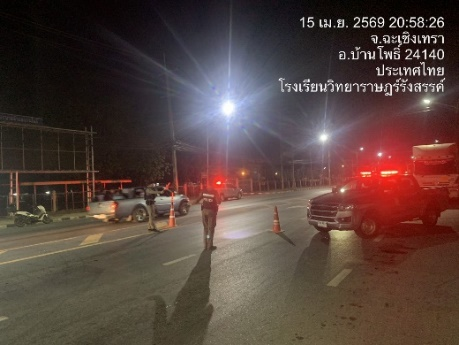 15 เม.ย. 2569 20:58:26
จ.ฉะเชิงเทรา
อ.บ้านโพธิ์ 24140
ประเทศไทย
โรงเรียนวิทยาราษฎร์รังสรรค์